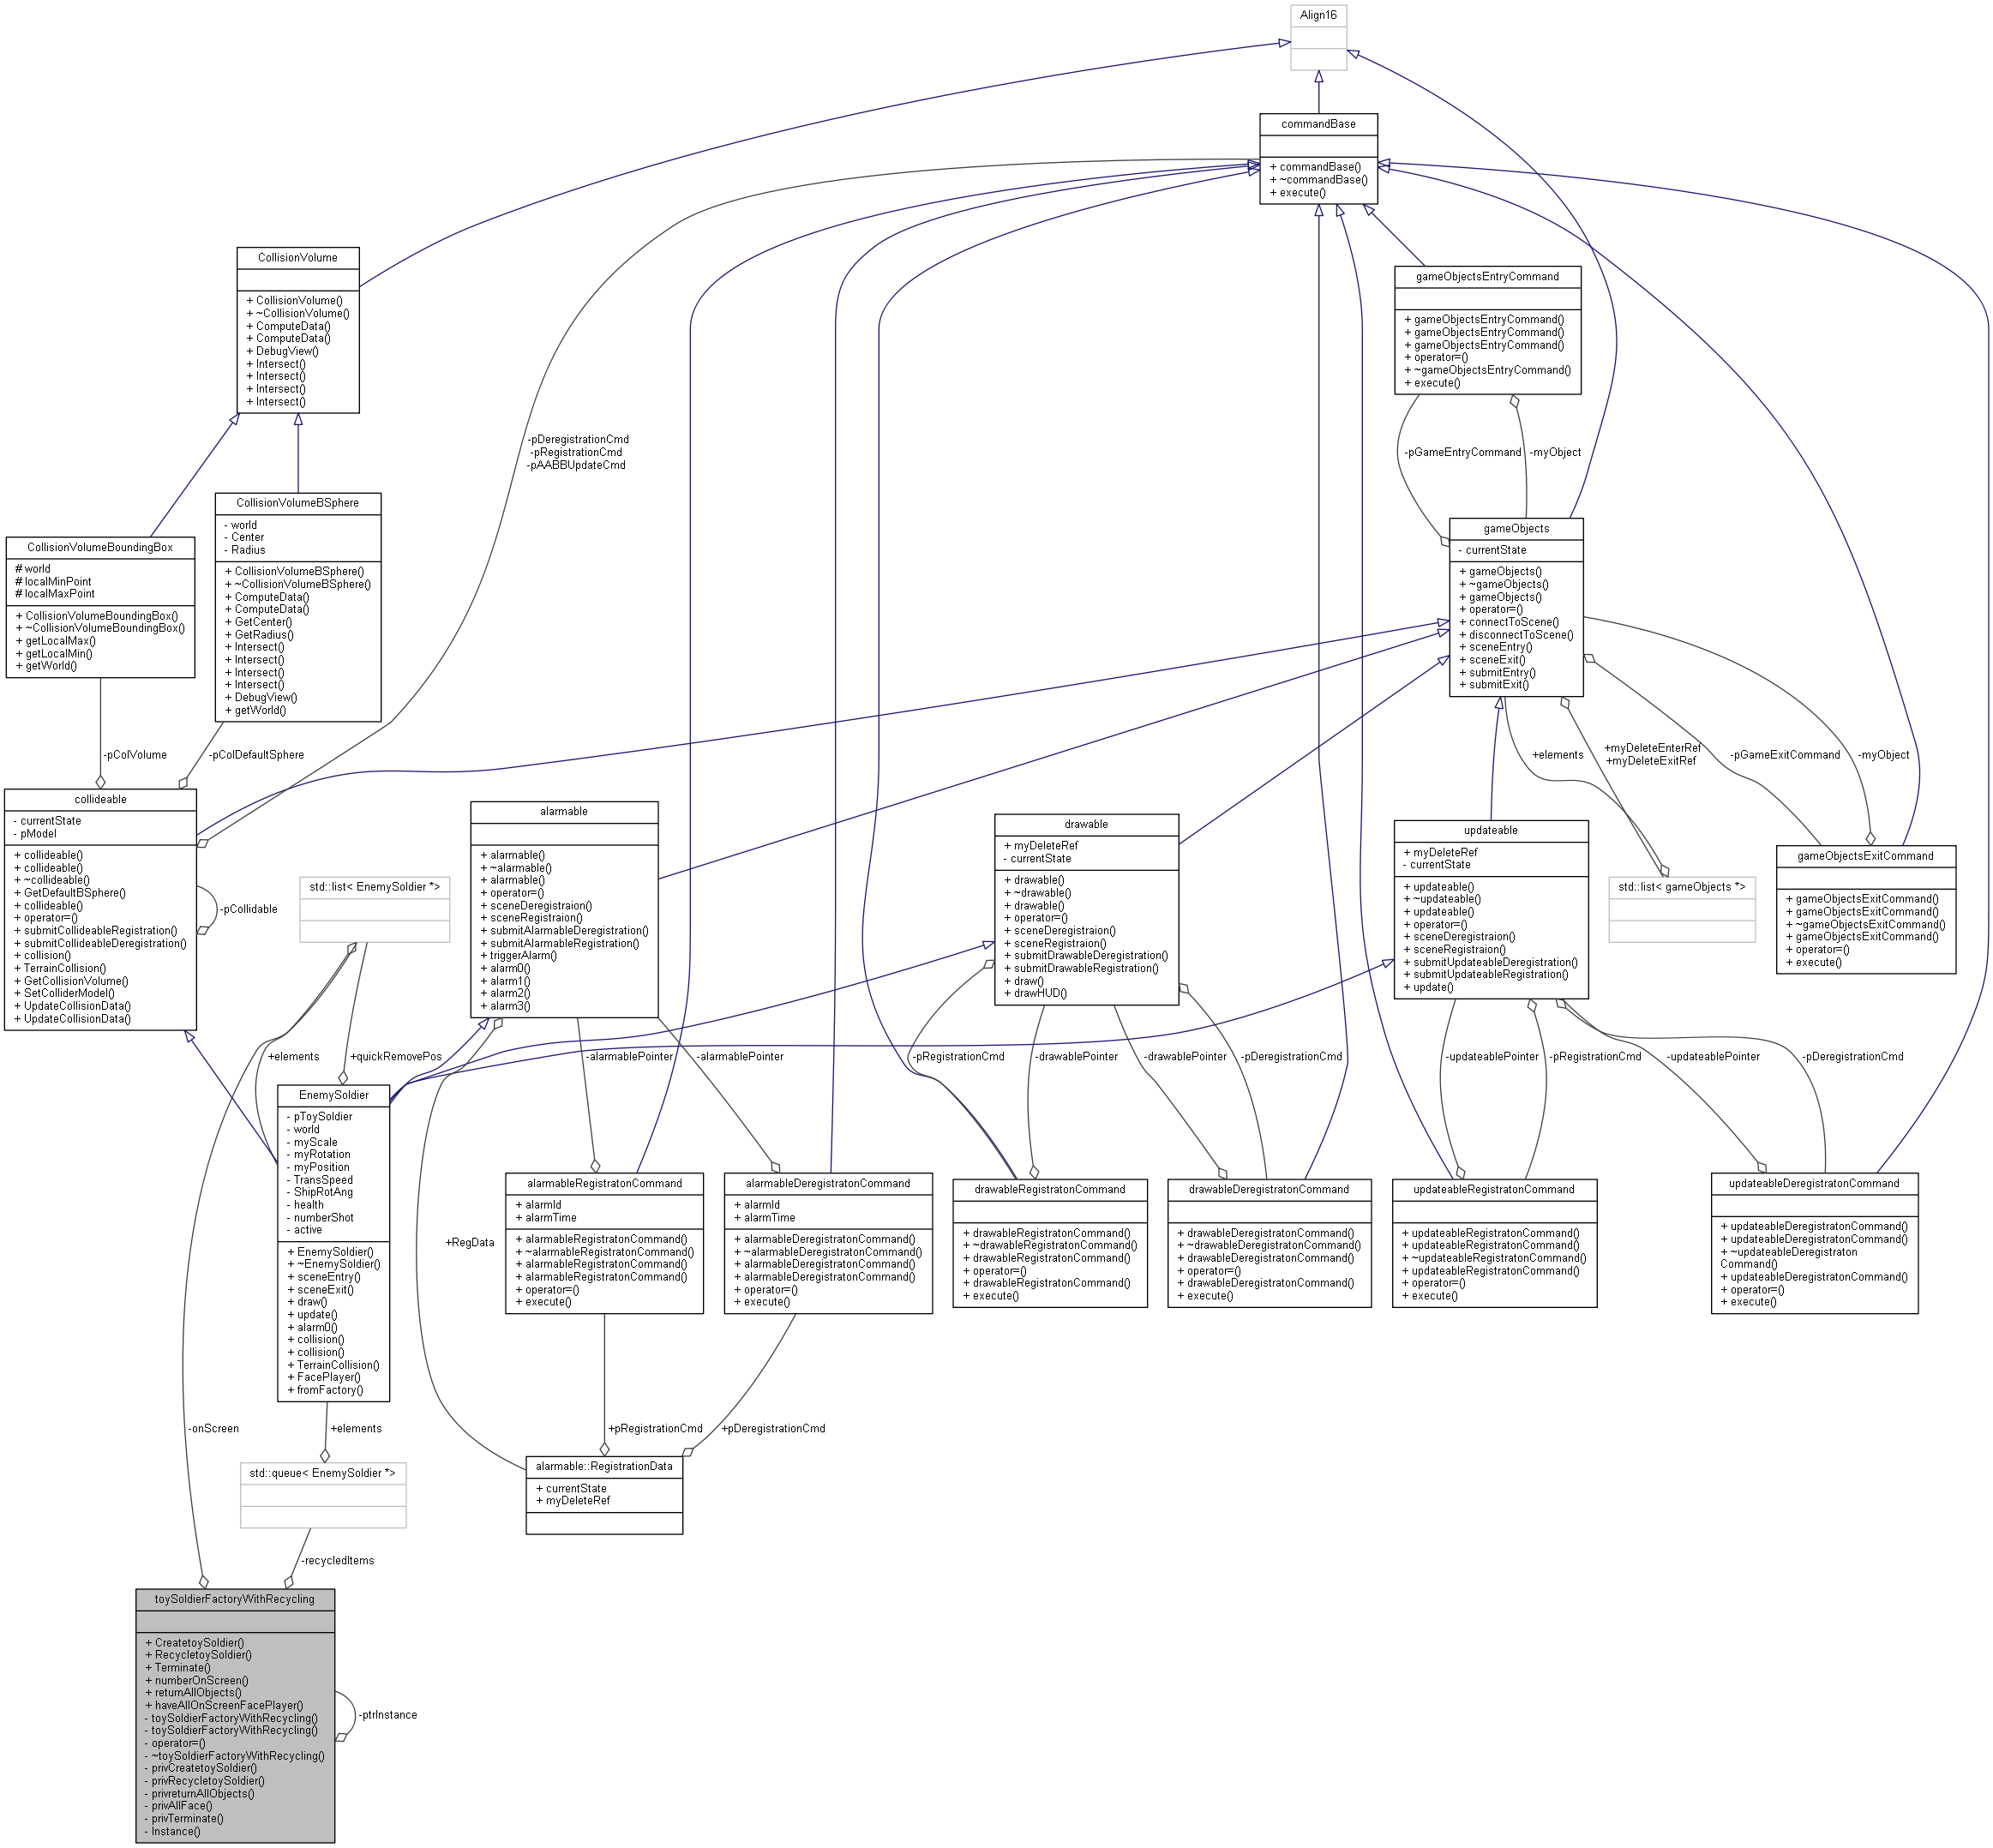 Align16
commandBase
+ commandBase()
+ ~commandBase()
+ execute()
CollisionVolume
+ CollisionVolume()
+ ~CollisionVolume()
+ ComputeData()
+ ComputeData()
+ DebugView()
+ Intersect()
+ Intersect()
+ Intersect()
+ Intersect()
gameObjectsEntryCommand
+ gameObjectsEntryCommand()
+ gameObjectsEntryCommand()
+ gameObjectsEntryCommand()
+ operator=()
+ ~gameObjectsEntryCommand()
+ execute()
-pDeregistrationCmd
-pRegistrationCmd
-pAABBUpdateCmd
-pGameEntryCommand
-myObject
CollisionVolumeBSphere
- world
- Center
- Radius
+ CollisionVolumeBSphere()
+ ~CollisionVolumeBSphere()
+ ComputeData()
+ ComputeData()
+ GetCenter()
+ GetRadius()
+ Intersect()
+ Intersect()
+ Intersect()
+ Intersect()
+ DebugView()
+ getWorld()
CollisionVolumeBoundingBox
# world
# localMinPoint
# localMaxPoint
+ CollisionVolumeBoundingBox()
+ ~CollisionVolumeBoundingBox()
+ getLocalMax()
+ getLocalMin()
+ getWorld()
gameObjects
- currentState
+ gameObjects()
+ ~gameObjects()
+ gameObjects()
+ operator=()
+ connectToScene()
+ disconnectToScene()
+ sceneEntry()
+ sceneExit()
+ submitEntry()
+ submitExit()
-pColVolume
-pColDefaultSphere
+elements
+myDeleteEnterRef
+myDeleteExitRef
-pGameExitCommand
-myObject
collideable
- currentState
- pModel
+ collideable()
+ collideable()
+ ~collideable()
+ GetDefaultBSphere()
+ collideable()
+ operator=()
+ submitCollideableRegistration()
+ submitCollideableDeregistration()
+ collision()
+ TerrainCollision()
+ GetCollisionVolume()
+ SetColliderModel()
+ UpdateCollisionData()
+ UpdateCollisionData()
-pCollidable
std::list< EnemySoldier *>
alarmable
+ alarmable()
+ ~alarmable()
+ alarmable()
+ operator=()
+ sceneDeregistraion()
+ sceneRegistraion()
+ submitAlarmableDeregistration()
+ submitAlarmableRegistration()
+ triggerAlarm()
+ alarm0()
+ alarm1()
+ alarm2()
+ alarm3()
drawable
+ myDeleteRef
- currentState
+ drawable()
+ ~drawable()
+ drawable()
+ operator=()
+ sceneDeregistraion()
+ sceneRegistraion()
+ submitDrawableDeregistration()
+ submitDrawableRegistration()
+ draw()
+ drawHUD()
updateable
+ myDeleteRef
- currentState
+ updateable()
+ ~updateable()
+ updateable()
+ operator=()
+ sceneDeregistraion()
+ sceneRegistraion()
+ submitUpdateableDeregistration()
+ submitUpdateableRegistration()
+ update()
std::list< gameObjects *>
gameObjectsExitCommand
+ gameObjectsExitCommand()
+ gameObjectsExitCommand()
+ ~gameObjectsExitCommand()
+ gameObjectsExitCommand()
+ operator=()
+ execute()
+elements
+quickRemovePos
-alarmablePointer
-alarmablePointer
-pRegistrationCmd
-drawablePointer
-drawablePointer
-pDeregistrationCmd
-updateablePointer
-pRegistrationCmd
-updateablePointer
-pDeregistrationCmd
EnemySoldier
- pToySoldier
- world
- myScale
- myRotation
- myPosition
- TransSpeed
- ShipRotAng
- health
- numberShot
- active
+ EnemySoldier()
+ ~EnemySoldier()
+ sceneEntry()
+ sceneExit()
+ draw()
+ update()
+ alarm0()
+ collision()
+ collision()
+ TerrainCollision()
+ FacePlayer()
+ fromFactory()
+RegData
alarmableRegistratonCommand
+ alarmId
+ alarmTime
+ alarmableRegistratonCommand()
+ ~alarmableRegistratonCommand()
+ alarmableRegistratonCommand()
+ alarmableRegistratonCommand()
+ operator=()
+ execute()
alarmableDeregistratonCommand
+ alarmId
+ alarmTime
+ alarmableDeregistratonCommand()
+ ~alarmableDeregistratonCommand()
+ alarmableDeregistratonCommand()
+ alarmableDeregistratonCommand()
+ operator=()
+ execute()
drawableRegistratonCommand
+ drawableRegistratonCommand()
+ ~drawableRegistratonCommand()
+ drawableRegistratonCommand()
+ operator=()
+ drawableRegistratonCommand()
+ execute()
drawableDeregistratonCommand
+ drawableDeregistratonCommand()
+ ~drawableDeregistratonCommand()
+ drawableDeregistratonCommand()
+ operator=()
+ drawableDeregistratonCommand()
+ execute()
updateableRegistratonCommand
+ updateableRegistratonCommand()
+ updateableRegistratonCommand()
+ ~updateableRegistratonCommand()
+ updateableRegistratonCommand()
+ operator=()
+ execute()
updateableDeregistratonCommand
+ updateableDeregistratonCommand()
+ updateableDeregistratonCommand()
+ ~updateableDeregistraton
Command()
+ updateableDeregistratonCommand()
+ operator=()
+ execute()
-onScreen
+elements
+pRegistrationCmd
+pDeregistrationCmd
std::queue< EnemySoldier *>
alarmable::RegistrationData
+ currentState
+ myDeleteRef
-recycledItems
toySoldierFactoryWithRecycling
+ CreatetoySoldier()
+ RecycletoySoldier()
+ Terminate()
+ numberOnScreen()
+ returnAllObjects()
+ haveAllOnScreenFacePlayer()
- toySoldierFactoryWithRecycling()
- toySoldierFactoryWithRecycling()
- operator=()
- ~toySoldierFactoryWithRecycling()
- privCreatetoySoldier()
- privRecycletoySoldier()
- privreturnAllObjects()
- privAllFace()
- privTerminate()
- Instance()
-ptrInstance